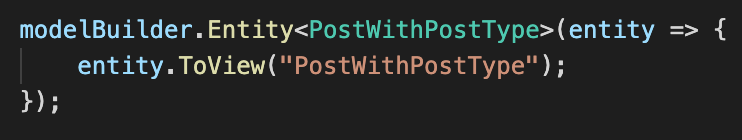 modelBuilder.Entity<PostWithPostType>(entity => {
    entity.ToView("PostWithPostType");
});